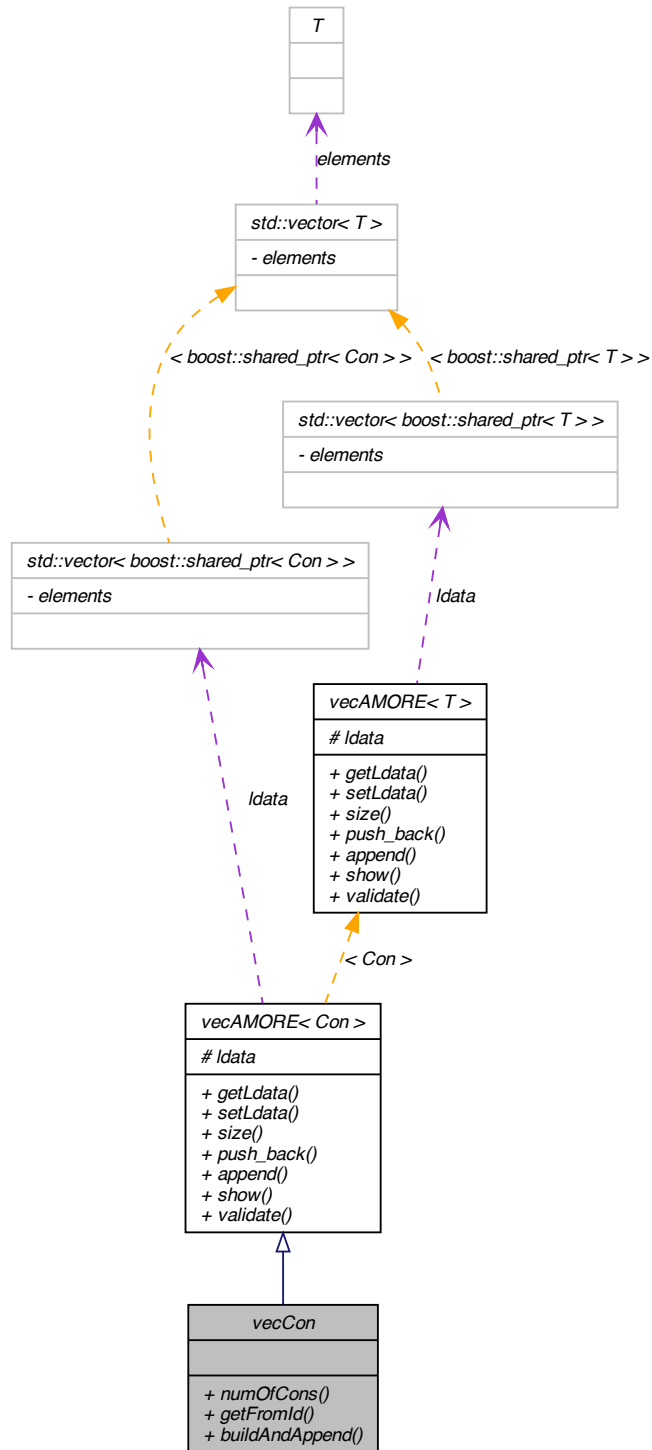 T
elements
std::vector< T >
- elements
< boost::shared_ptr< Con > >
< boost::shared_ptr< T > >
std::vector< boost::shared_ptr< T > >
- elements
std::vector< boost::shared_ptr< Con > >
- elements
ldata
vecAMORE< T >
# ldata
+ getLdata()
+ setLdata()
+ size()
+ push_back()
+ append()
+ show()
+ validate()
ldata
< Con >
vecAMORE< Con >
# ldata
+ getLdata()
+ setLdata()
+ size()
+ push_back()
+ append()
+ show()
+ validate()
vecCon
+ numOfCons()
+ getFromId()
+ buildAndAppend()